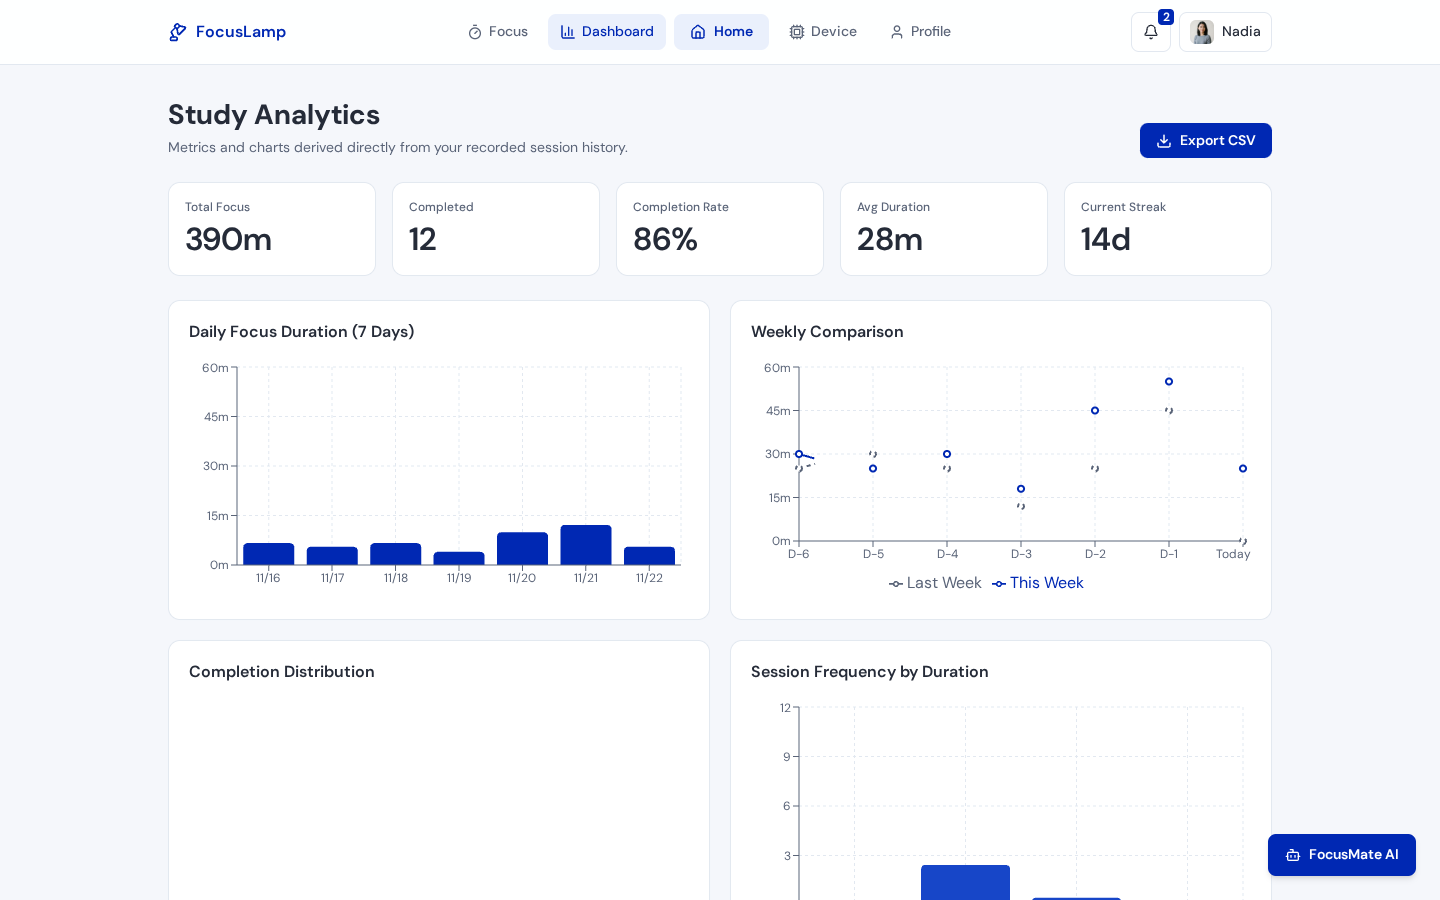 FocusLamp
Focus
Dashboard
Home
Device
Profile
2
Nadia
Study Analytics
Metrics and charts derived directly from your recorded session history.
Export CSV
Total Focus
390m
Completed
12
Completion Rate
86%
Avg Duration
28m
Current Streak
14d
Daily Focus Duration (7 Days)
60m
45m
30m
15m
0m
11/16 11/17 11/18 11/19 11/20 11/21 11/22
Weekly Comparison
60m
45m
30m
15m
0m
D-6 D-5 D-4 D-3 D-2 D-1 Today
Last Week This Week
Completion Distribution
Session Frequency by Duration
12
9
6
3
FocusMate AI